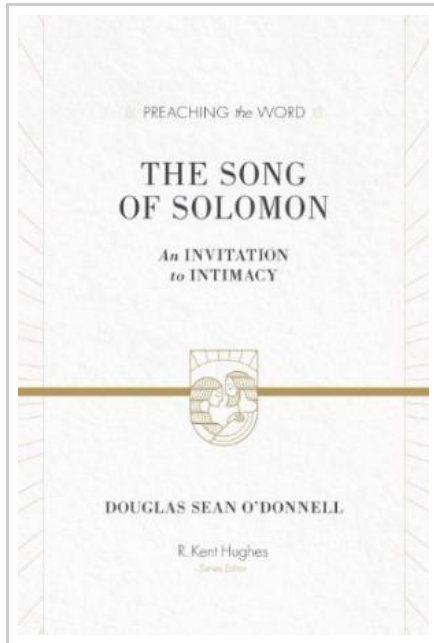 PREACHING the WORD
THE SONG
OF SOLOMON
An INVITATION
to INTIMACY
DOUGLAS SEAN O'DONNELL
R. Kent Hughes
Series Editor